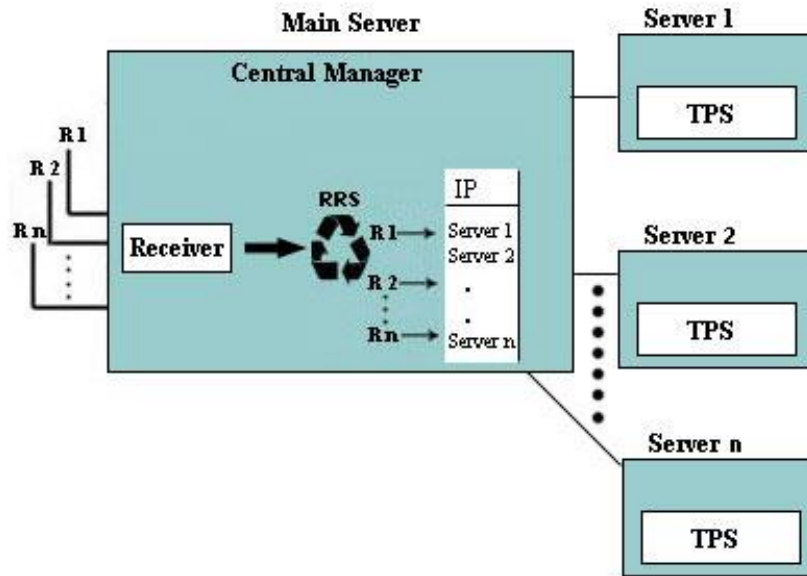 Main Server
Central Manager
R 1
R 2
R n
Receiver
RRS
R 1
R 2
R n
IP
Server 1
Server 2
Server n
Server 1
TPS
Server 2
TPS
Server n
TPS